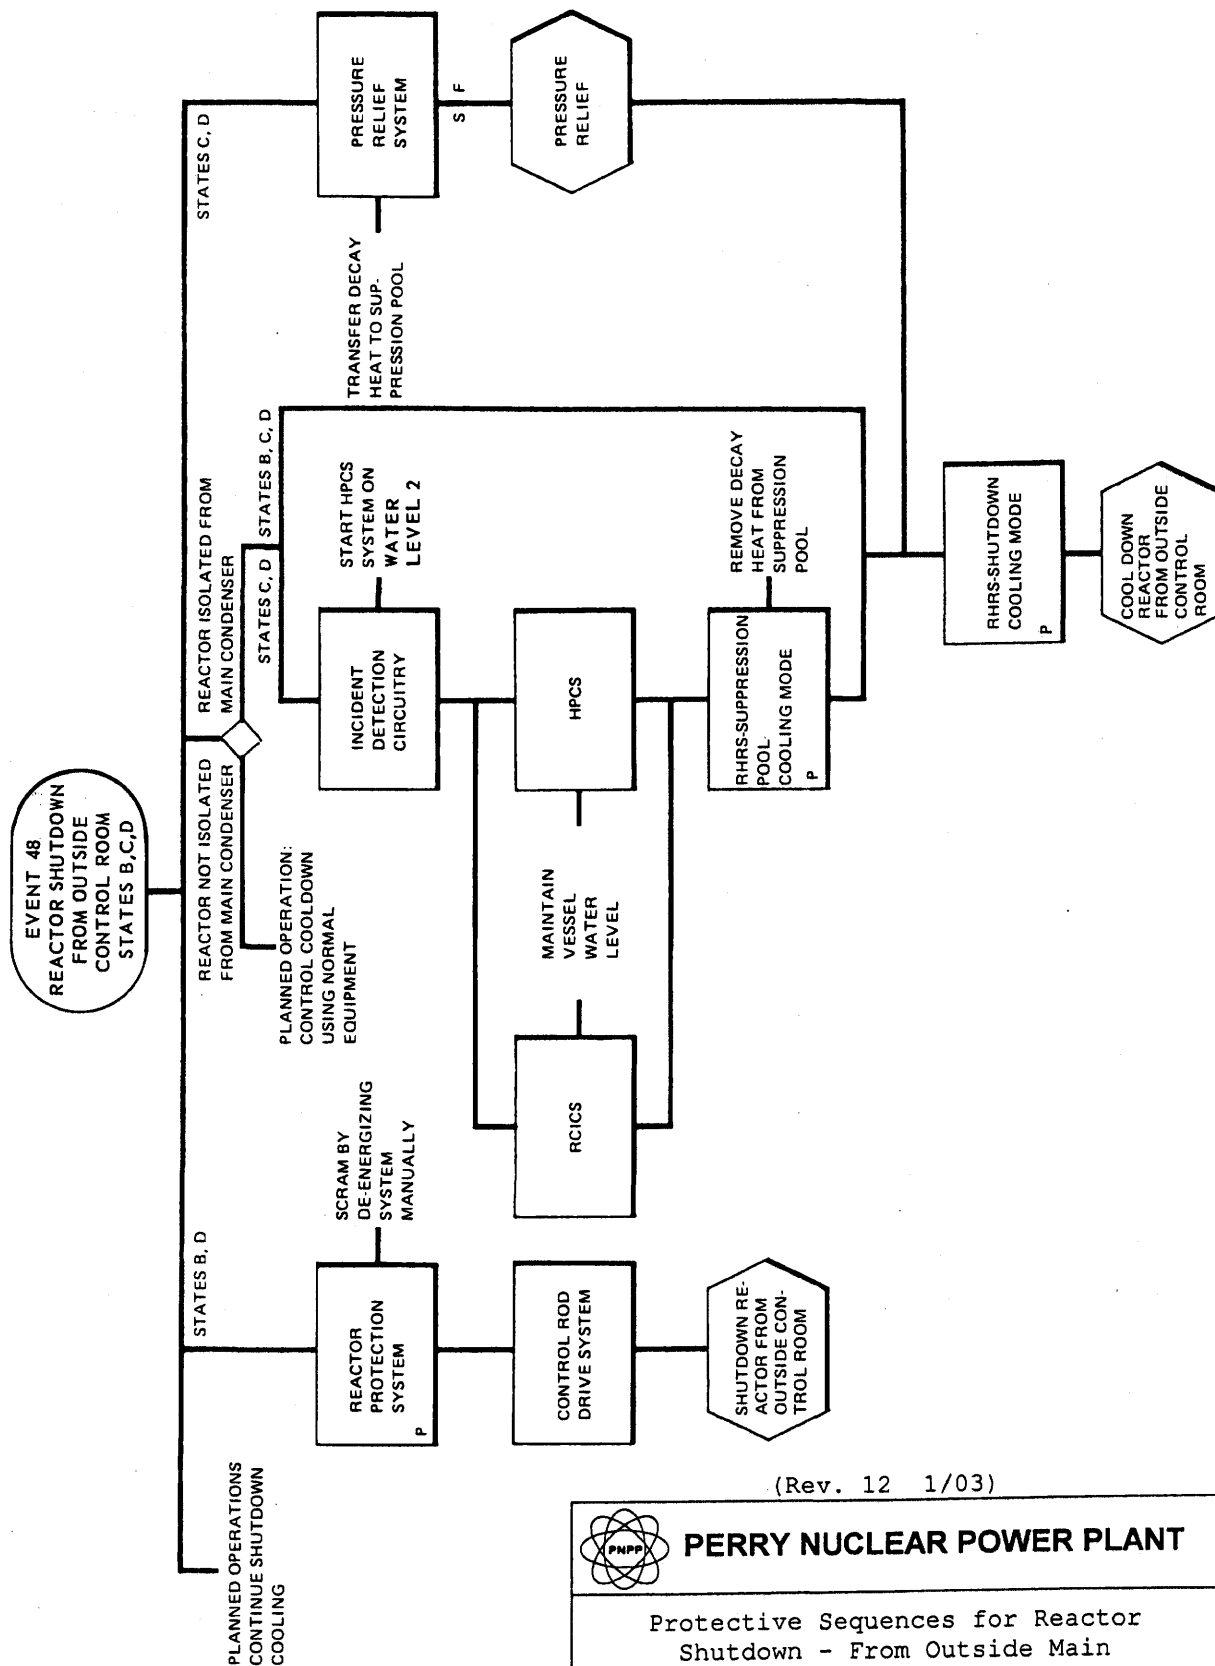 EVENT 48
REACTOR SHUTDOWN
FROM OUTSIDE
CONTROL ROOM
STATES B,C,D
PLANNED OPERATIONS
CONTINUE SHUTDOWN
COOLING
STATES B, D
REACTOR
PROTECTION
SYSTEM
P
SCRAM BY
DE-ENERGIZING
SYSTEM
MANUALLY
CONTROL ROD
DRIVE SYSTEM
SHUTDOWN RE-
ACTOR FROM
OUTSIDE CON-
TROL ROOM
REACTOR NOT ISOLATED
FROM MAIN CONDENSER
PLANNED OPERATION:
CONTROL COOLDOWN
USING NORMAL
EQUIPMENT
REACTOR ISOLATED FROM
MAIN CONDENSER
STATES C, D
STATES B, C, D
INCIDENT
DETECTION
CIRCUITRY
START HPCS
SYSTEM ON
WATER
LEVEL 2
RCICS
MAINTAIN
VESSEL
WATER
LEVEL
HPCS
RHRS-SUPPRESSION
POOL
COOLING MODE
P
REMOVE DECAY
HEAT FROM
SUPPRESSION
POOL
STATES C, D
PRESSURE
RELIEF
SYSTEM
TRANSFER DECAY
HEAT TO SUP-
PRESSION POOL
S F
PRESSURE
RELIEF
RHRS-SHUTDOWN
COOLING MODE
P
COOL DOWN
REACTOR
FROM OUTSIDE
CONTROL
ROOM
(Rev. 12 1/03)
PNPP
PERRY NUCLEAR POWER PLANT
Protective Sequences for Reactor
Shutdown - From Outside Main